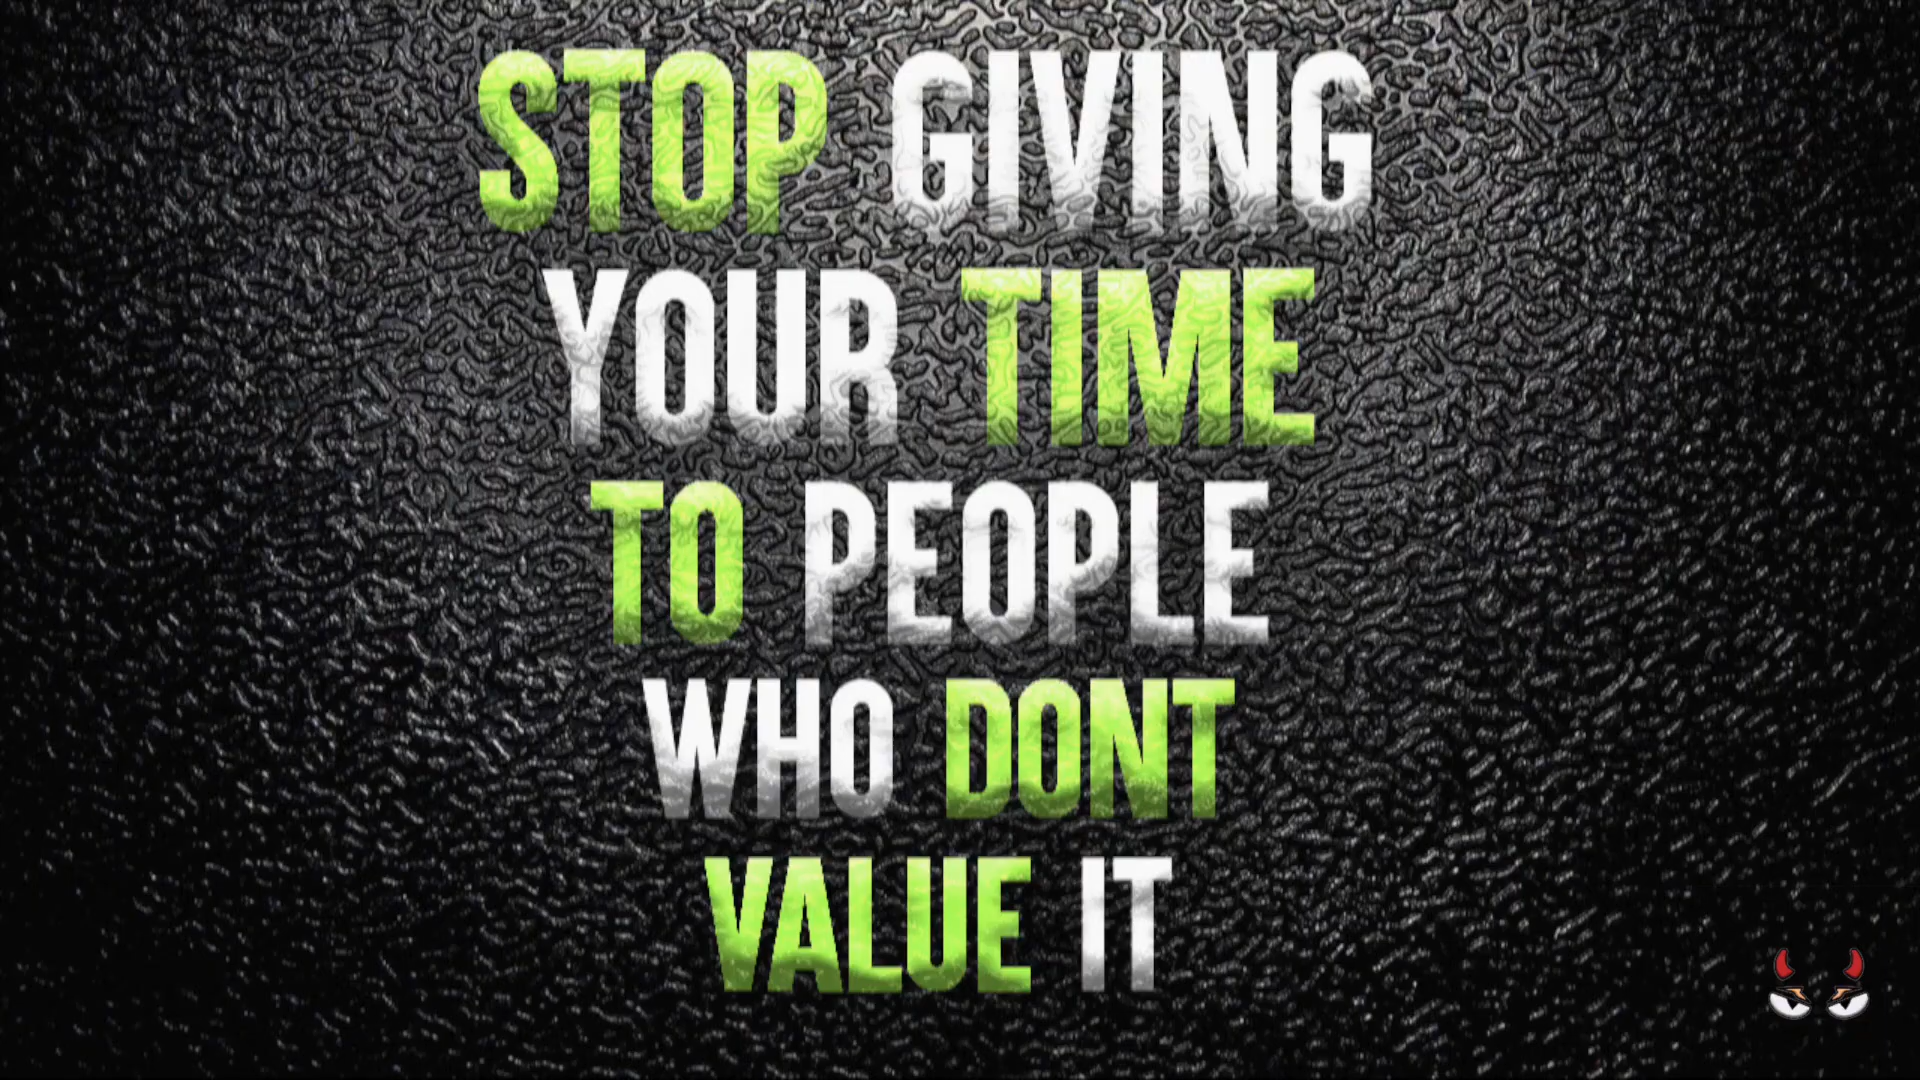 STOP GIVING
YOUR TIME
TO PEOPLE
WHO DONT
VALUE IT